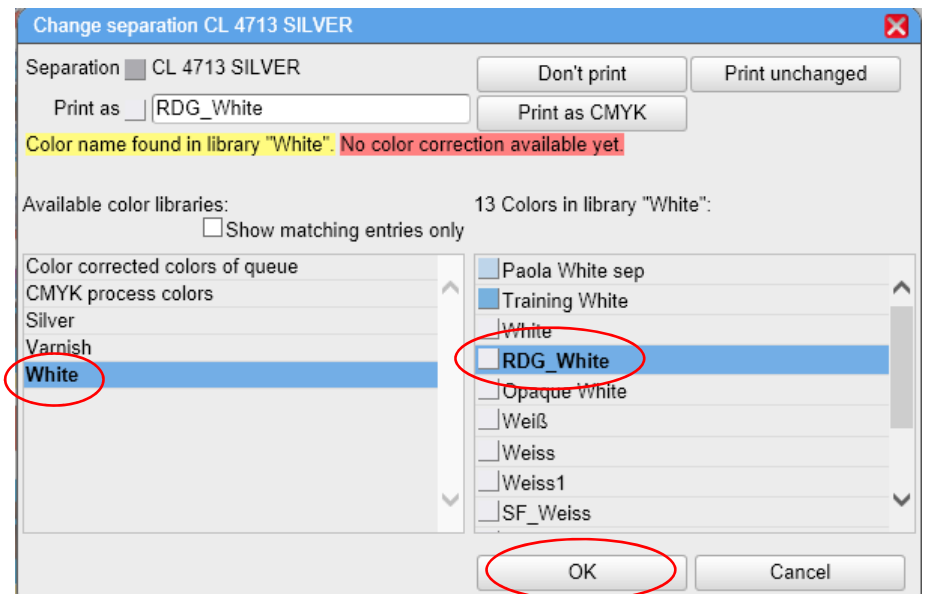 Change separation CL 4713 SILVER
Separation CL 4713 SILVER
Don't print
Print unchanged
Print as RDG_White
Print as CMYK
Color name found in library "White". No color correction available yet.
Available color libraries:
13 Colors in library "White":
Show matching entries only
Color corrected colors of queue
CMYK process colors
Silver
Varnish
White
Paola White sep
Training White
White
RDG_White
Opaque White
Weiß
Weiss
Weiss1
SF_Weiss
OK
Cancel